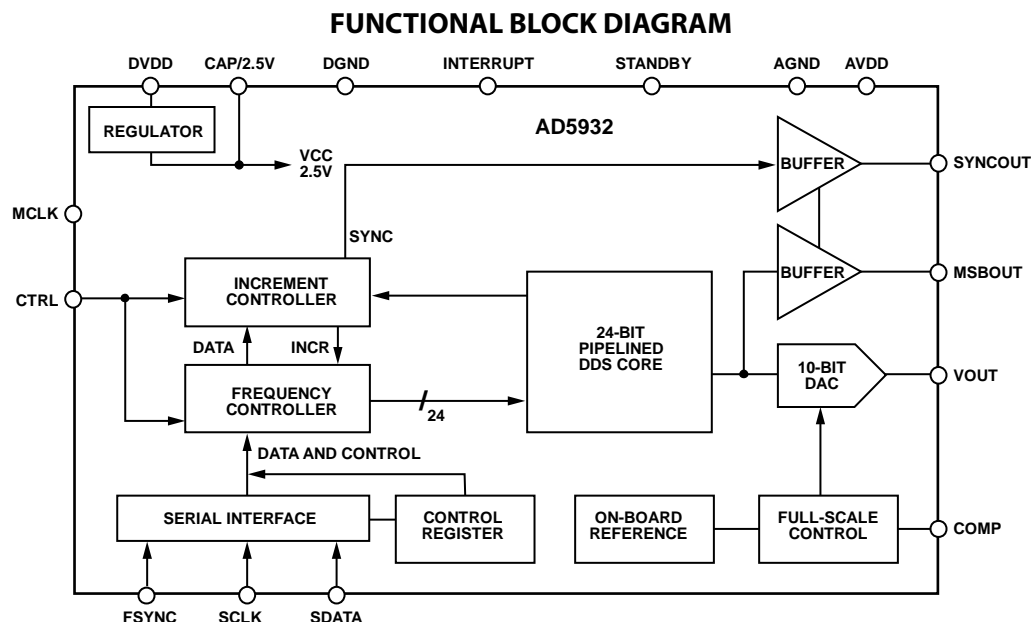 FUNCTIONAL BLOCK DIAGRAM
DVDD
CAP/2.5V
DGND
INTERRUPT
STANDBY
AGND
AVDD
REGULATOR
AD5932
VCC
2.5V
BUFFER
SYNCOUT
MCLK
SYNC
BUFFER
MSBOUT
CTRL
INCREMENT
CONTROLLER
DATA
INCR
24-BIT
PIPELINED
DDS CORE
10-BIT
DAC
VOUT
FREQUENCY
CONTROLLER
24
DATA AND CONTROL
SERIAL INTERFACE
CONTROL
REGISTER
ON-BOARD
REFERENCE
FULL-SCALE
CONTROL
COMP
FSYNC
SCLK
SDATA